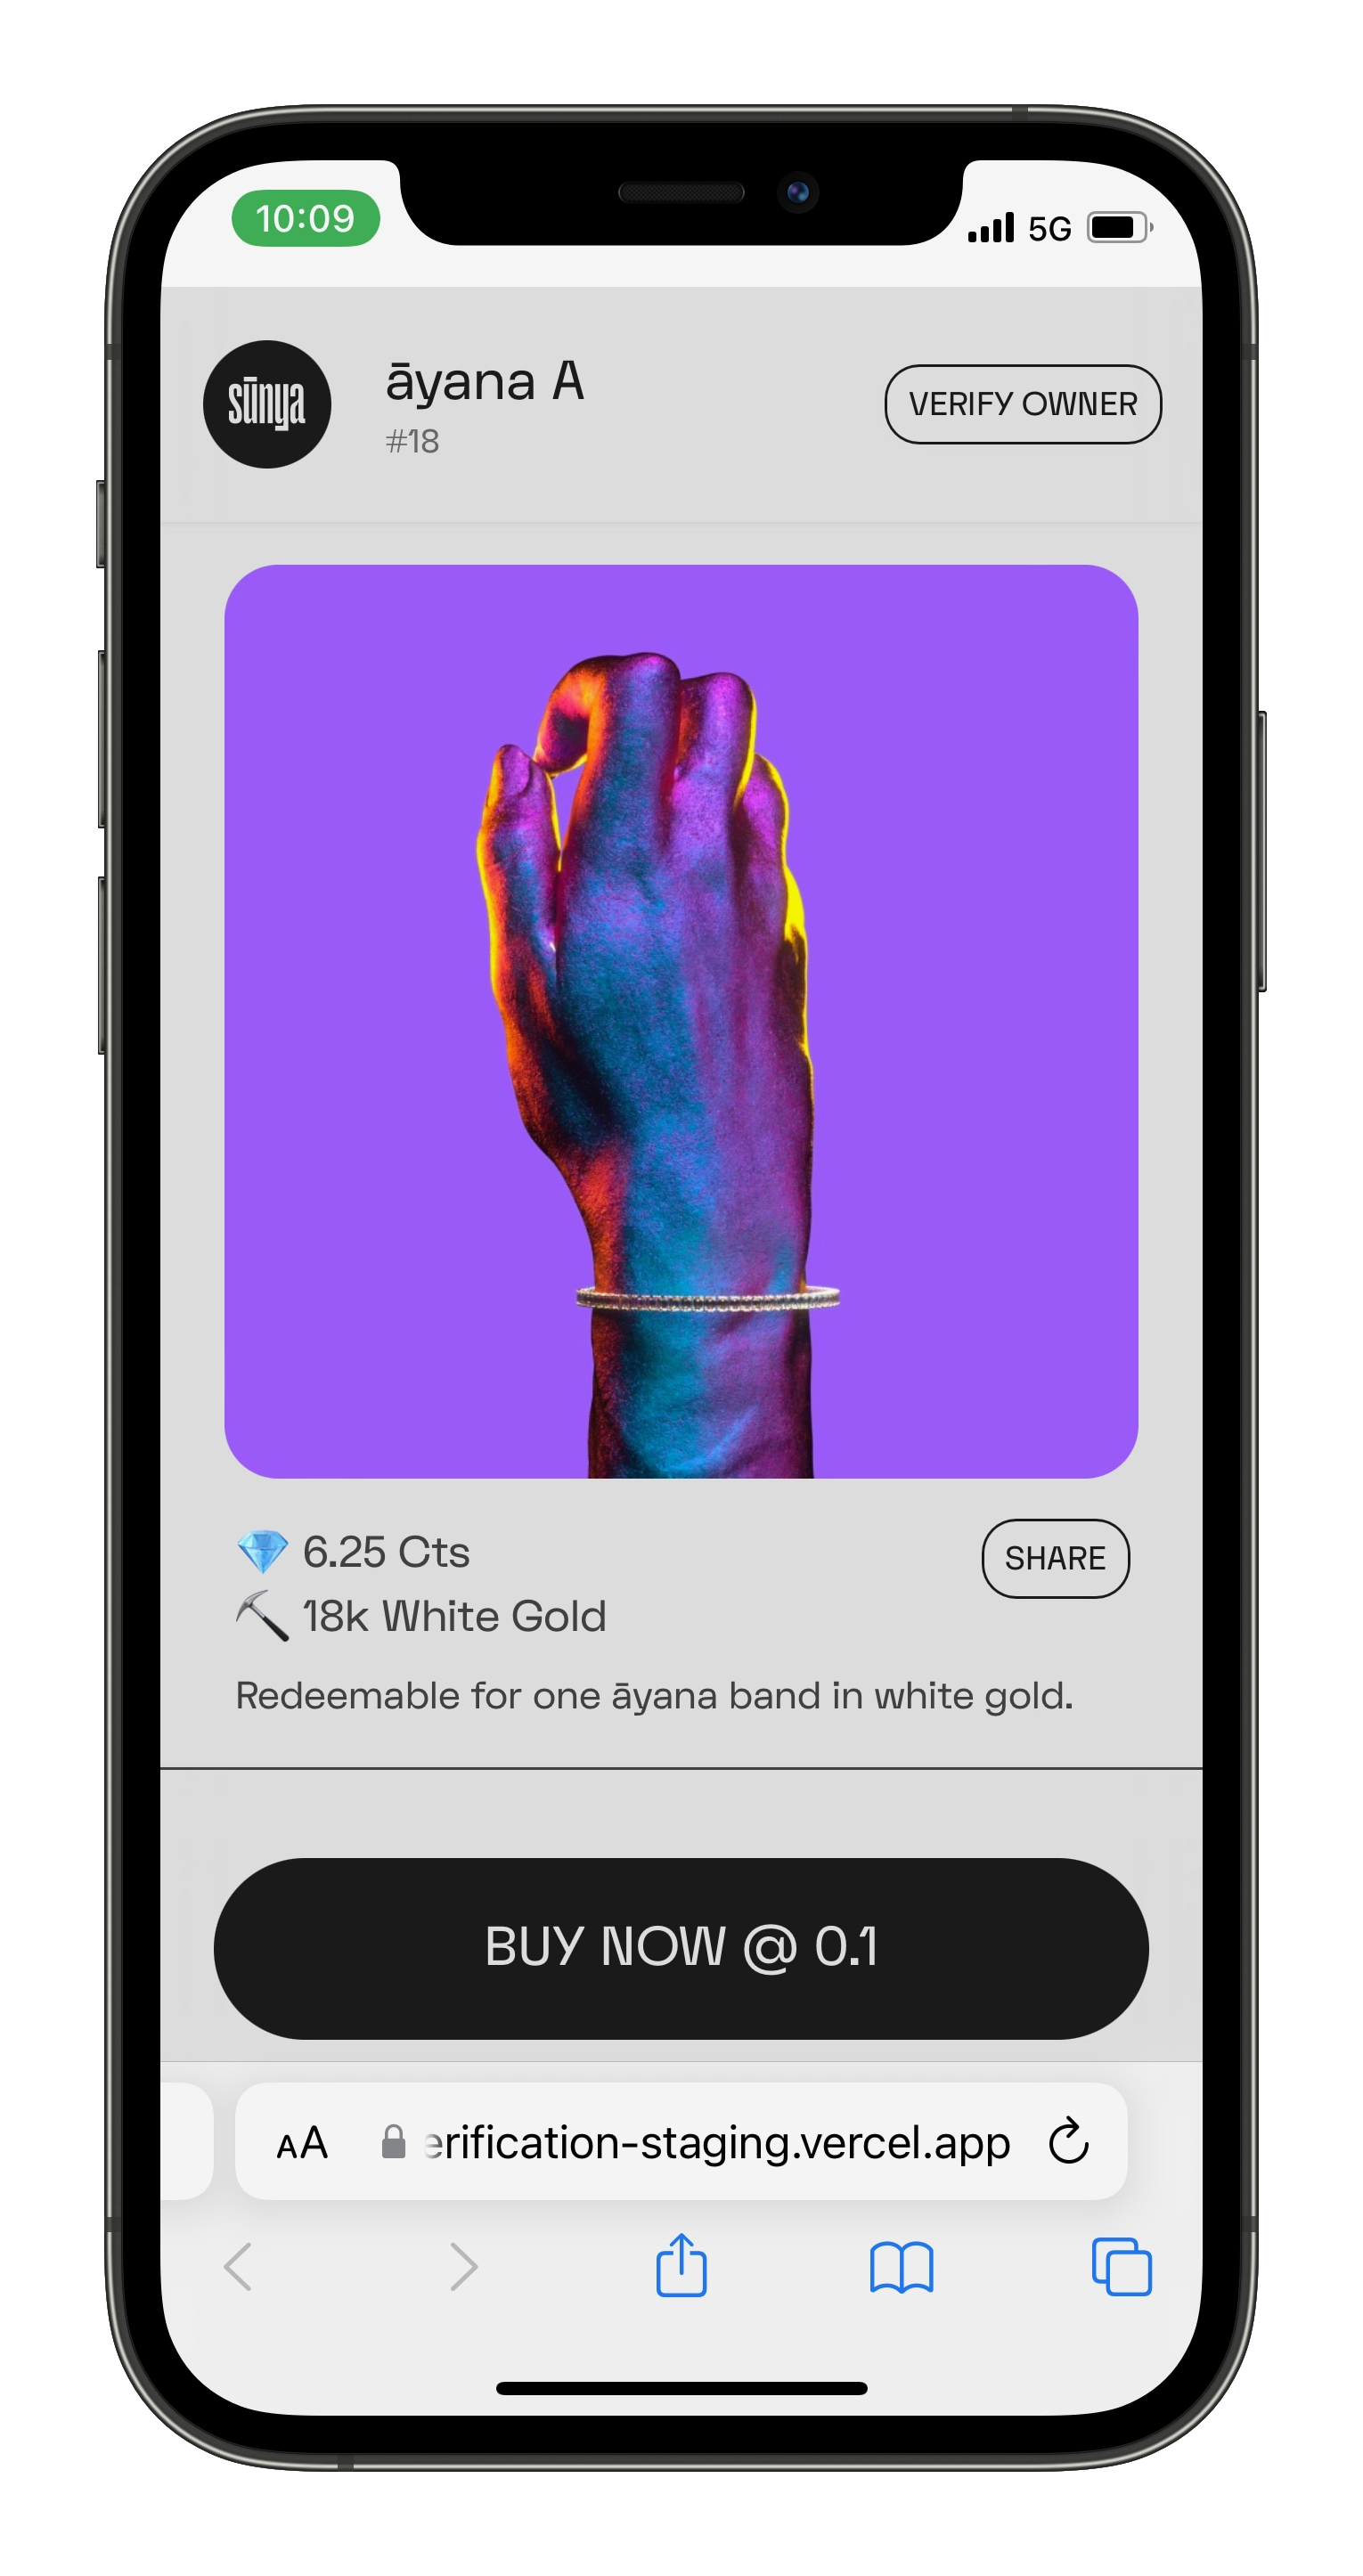 10:09
5G
sūnya
āyana A
#18
VERIFY OWNER
💎 6.25 Cts
SHARE
⛏ 18k White Gold
Redeemable for one āyana band in white gold.
BUY NOW @ 0.1
AA
erification-staging.vercel.app